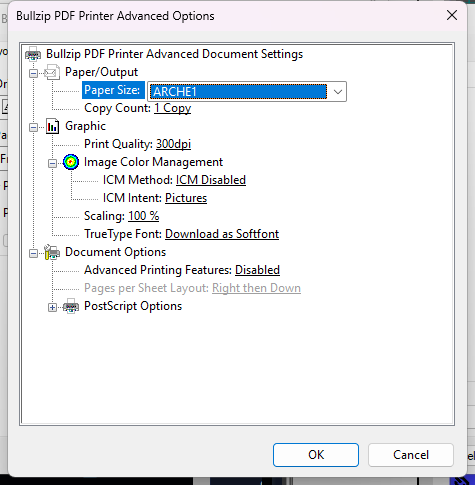 Bullzip PDF Printer Advanced Options
Bullzip PDF Printer Advanced Document Settings
Paper/Output
Paper Size: ARCHE1
Copy Count: 1 Copy
Graphic
Print Quality: 300dpi
Image Color Management
ICM Method: ICM Disabled
ICM Intent: Pictures
Scaling: 100 %
TrueType Font: Download as Softfont
Document Options
Advanced Printing Features: Disabled
Pages per Sheet Layout: Right then Down
PostScript Options
OK Cancel